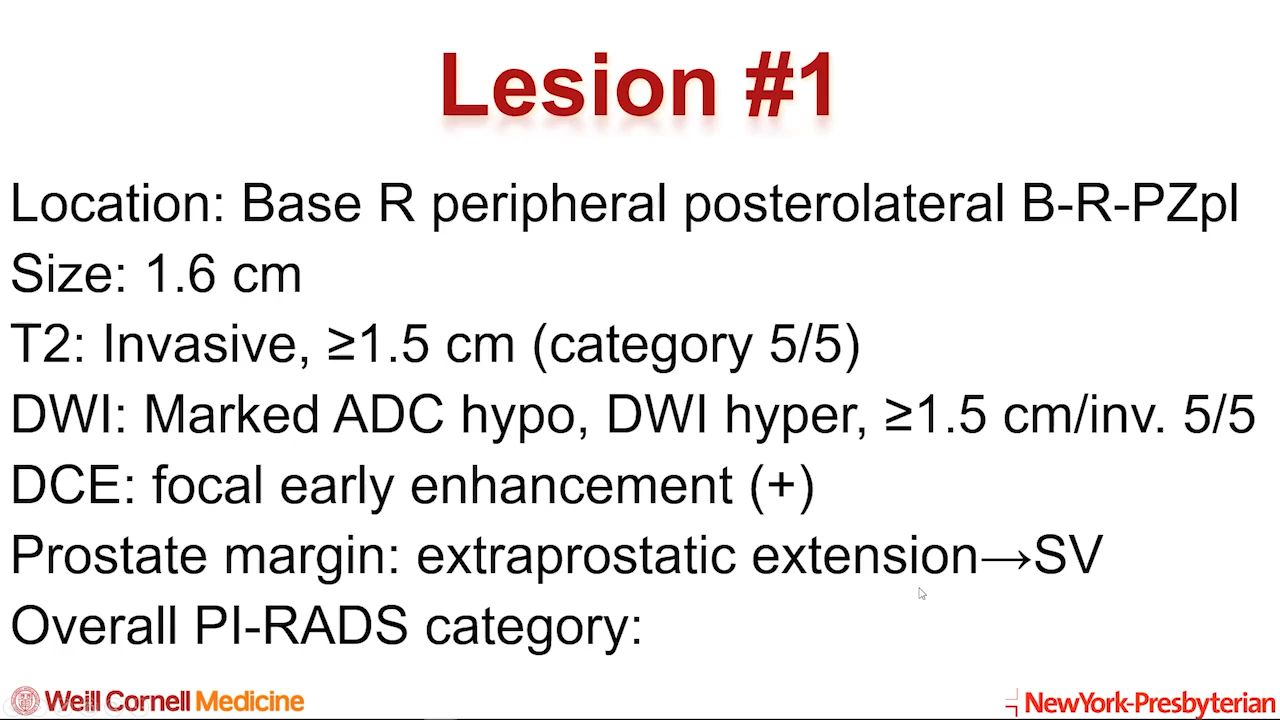 Lesion #1
Location: Base R peripheral posterolateral B-R-PZpl
Size: 1.6 cm
T2: Invasive, ≥1.5 cm (category 5/5)
DWI: Marked ADC hypo, DWI hyper, ≥1.5 cm/inv. 5/5
DCE: focal early enhancement (+)
Prostate margin: extraprostatic extension→SV
Overall PI-RADS category:
Weill Cornell Medicine
NewYork-Presbyterian